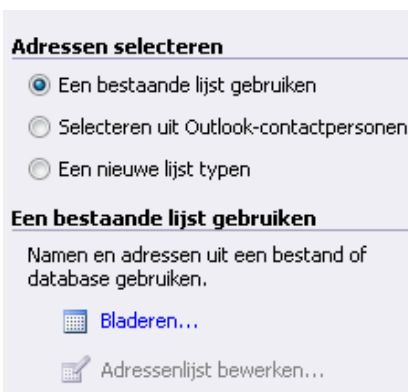 Adressen selecteren
Een bestaande lijst gebruiken
Selecteren uit Outlook-contactpersonen
Een nieuwe lijst typen
Een bestaande lijst gebruiken
Namen en adressen uit een bestand of
database gebruiken.
Bladeren...
Adressenlijst bewerken...